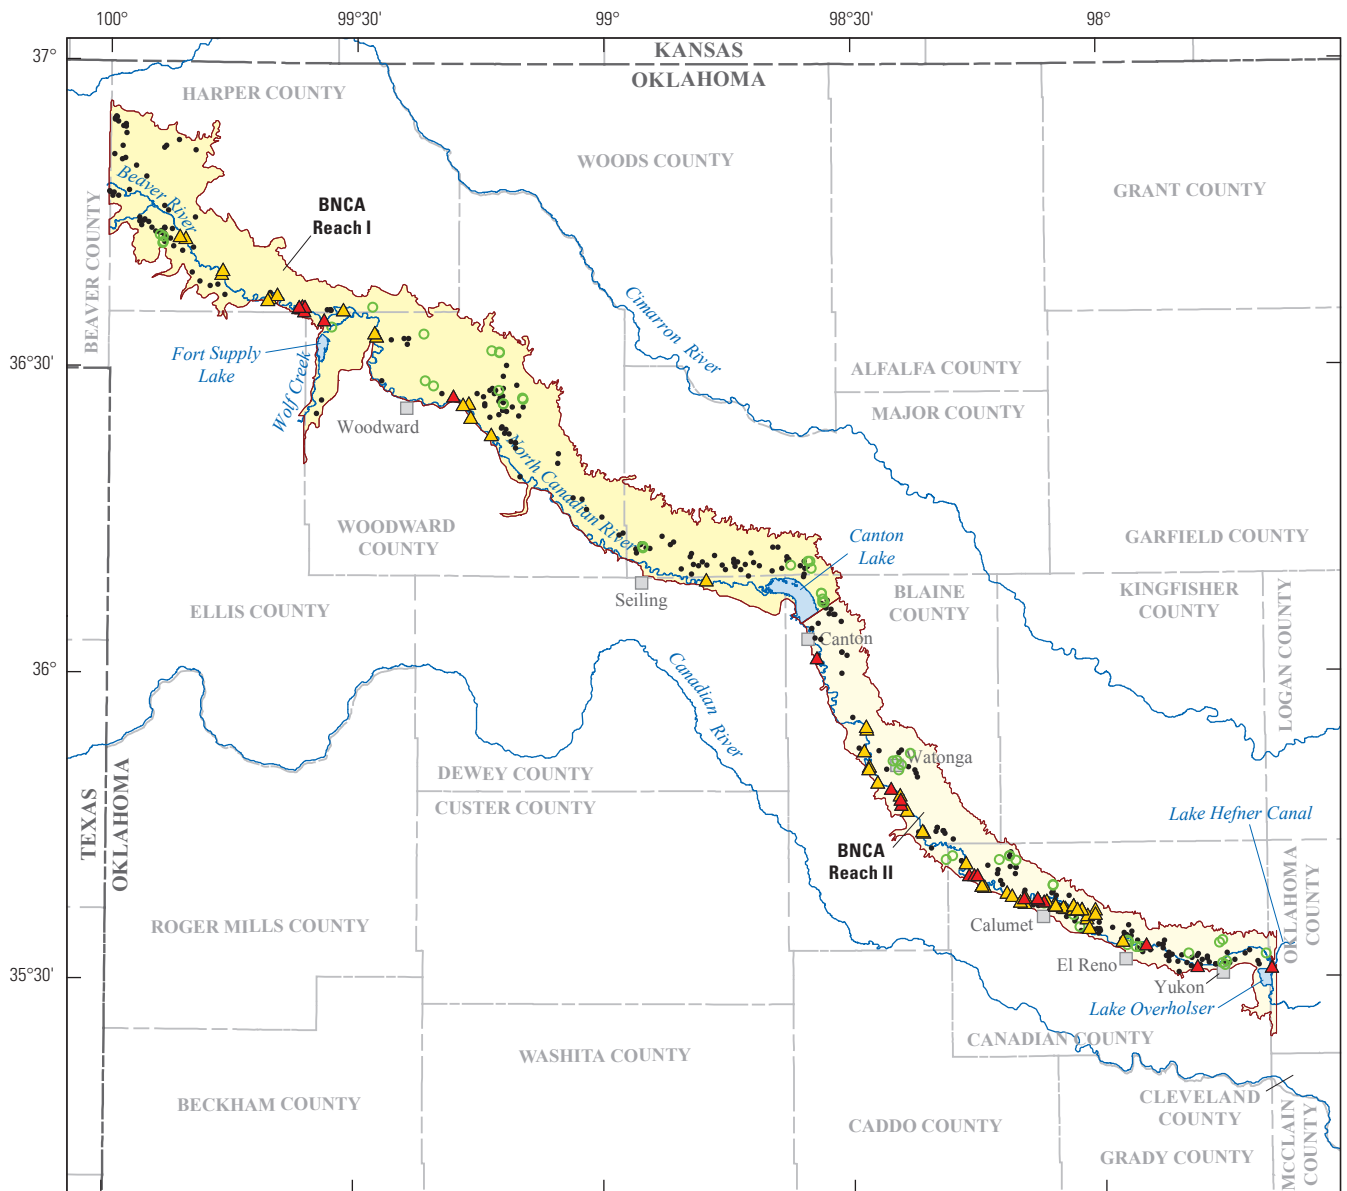 100°
99°30'
99°
98°30'
98°
37°
KANSAS
OKLAHOMA
HARPER COUNTY
WOODS COUNTY
GRANT COUNTY
Beaver River
BEAVER COUNTY
BNCA
Reach I
Cimarron River
36°30'
Fort Supply
Lake
Wolf Creek
Woodward
ALFALFA COUNTY
MAJOR COUNTY
North Canadian River
WOODWARD
COUNTY
Canton
Lake
GARFIELD COUNTY
Seiling
ELLIS COUNTY
BLAINE
COUNTY
KINGFISHER
COUNTY
LOGAN COUNTY
Canton
36°
Canadian
River
Watonga
DEWEY COUNTY
CUSTER COUNTY
TEXAS
OKLAHOMA
Lake Hefner Canal
BNCA
Reach II
OKLAHOMA
COUNTY
ROGER MILLS COUNTY
Calumet
El Reno
35°30'
Yukon
Lake Overholser
CANADIAN COUNTY
WASHITA COUNTY
BECKHAM COUNTY
CADDO COUNTY
CLEVELAND
COUNTY
GRADY COUNTY
MCCLAIN
COUNTY